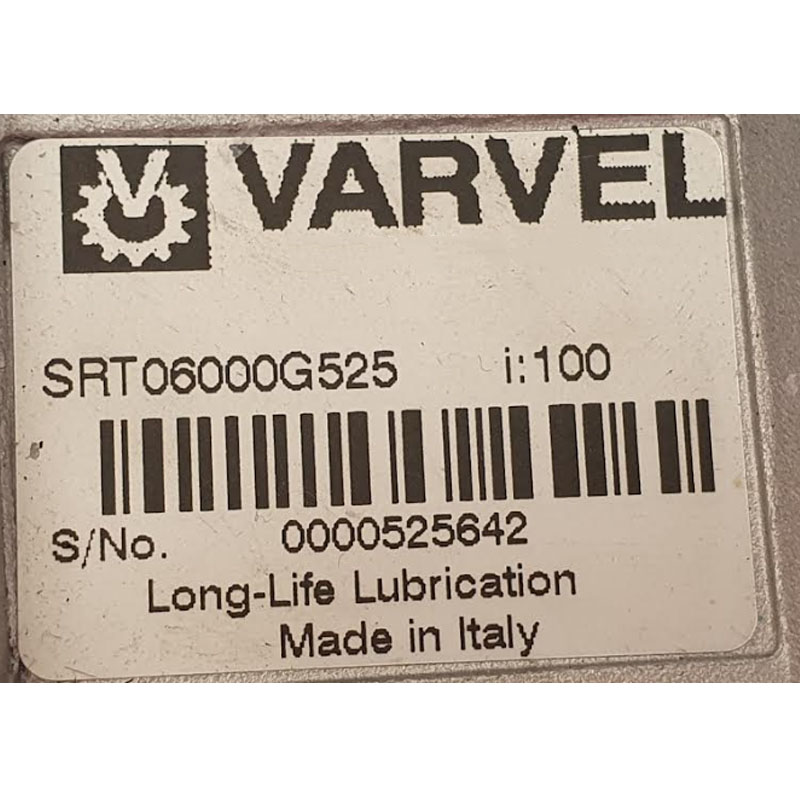 VARVEL
SRT06000G525 i:100
S/No. 0000525642
Long-Life Lubrication
Made in Italy